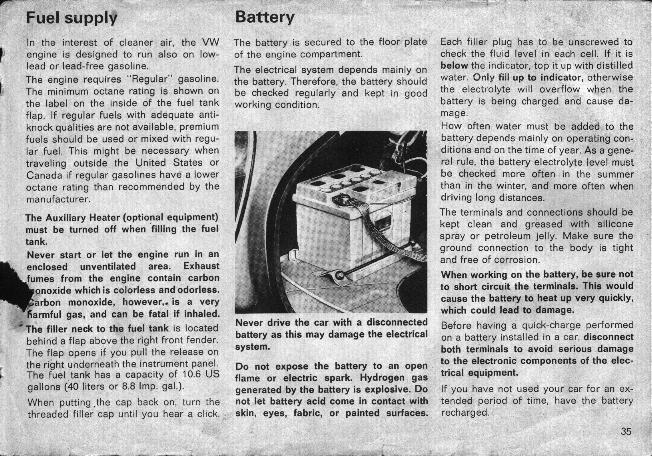 Fuel supply
In the interest of cleaner air, the VW
engine is designed to run also on low-
lead or lead-free gasoline.
The engine requires "Regular" gasoline.
The minimum octane rating is shown on
the label on the inside of the fuel tank
flap. If regular fuels with adequate anti-
knock qualities are not available, premium
fuels should be used or mixed with regu-
lar fuel. This might be necessary when
traveling outside the United States or
Canada if regular gasolines have a lower
octane rating than recommended by the
manufacturer.
The Auxiliary Heater (optional equipment)
must be turned off when filling the fuel
tank.
Never start or let the engine run in an
enclosed unventilated area. Exhaust
fumes from the engine contain carbon
monoxide which is colorless and odorless.
Carbon monoxide, however, is a very
harmful gas, and can be fatal if inhaled.
The filler neck to the fuel tank is located
behind a flap above the right front fender.
The flap opens if you pull the release on
the right underneath the instrument panel.
The fuel tank has a capacity of 10.6 US
gallons (40 liters or 8.8 Imp. gal.).
When putting the cap back on, turn the
threaded filler cap until you hear a click.
Battery
The battery is secured to the floor plate
of the engine compartment.
The electrical system depends mainly on
the battery. Therefore, the battery should
be checked regularly and kept in good
working condition.
Never drive the car with a disconnected
battery as this may damage the electrical
system.
Do not expose the battery to an open
flame or electric spark. Hydrogen gas
generated by the battery is explosive. Do
not let battery acid come in contact with
skin, eyes, fabric, or painted surfaces.
Each filler plug has to be unscrewed to
check the fluid level in each cell. If it is
below the indicator, top it up with distilled
water. Only fill up to indicator, otherwise
the electrolyte will overflow when the
battery is being charged and cause da-
mage.
How often water must be added to the
battery depends mainly on operating con-
ditions and on the time of year. As a gene-
ral rule, the battery electrolyte level must
be checked more often in the summer
than in the winter, and more often when
driving long distances.
The terminals and connections should be
kept clean and greased with silicone
spray or petroleum jelly. Make sure the
ground connection to the body is tight
and free of corrosion.
When working on the battery, be sure not
to short circuit the terminals. This would
cause the battery to heat up very quickly,
which could lead to damage.
Before having a quick-charge performed
on a battery installed in a car, disconnect
both terminals to avoid serious damage
to the electronic components of the elec-
trical equipment.
If you have not used your car for an ex-
tended period of time, have the battery
recharged.
35